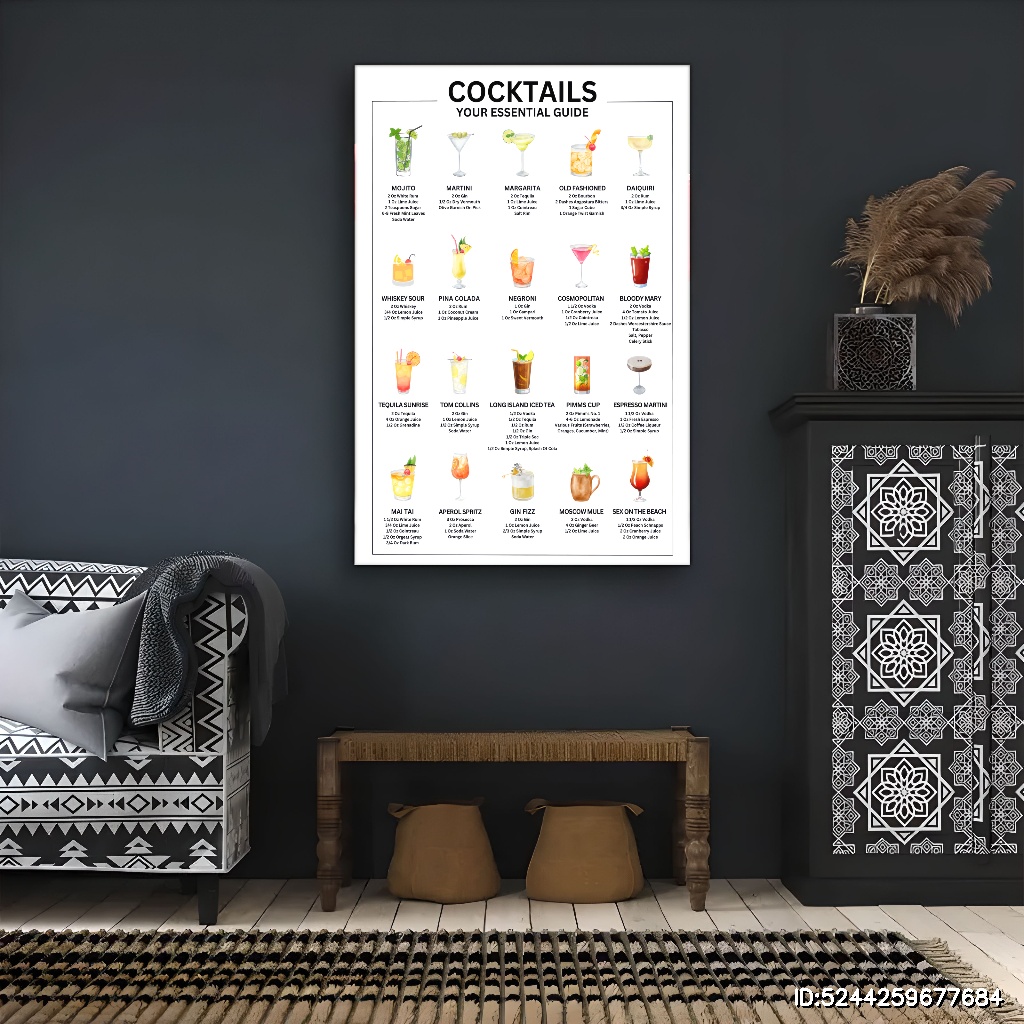 COCKTAILS
YOUR ESSENTIAL GUIDE
MOJITO
2 Oz White Rum
1 Oz Lime Juice
2 Teaspoons Sugar
6-8 Fresh Mint Leaves
Soda Water
MARTINI
2 Oz Gin
1/2 Oz Dry Vermouth
Olive Garnish On Pick
MARGARITA
2 Oz Tequila
1 Oz Lime Juice
1 Oz Cointreau
Salt Rim
OLD FASHIONED
2 Oz Bourbon
2 Dashes Angostura Bitters
1 Sugar Cube
1 Orange Twist Garnish
DAIQUIRI
2 Oz Rum
1 Oz Lime Juice
3/4 Oz Simple Syrup
WHISKEY SOUR
2 Oz Whiskey
3/4 Oz Lemon Juice
1/2 Oz Simple Syrup
PINA COLADA
2 Oz Rum
1 Oz Coconut Cream
1 Oz Pineapple Juice
NEGRONI
1 Oz Gin
1 Oz Campari
1 Oz Sweet Vermouth
COSMOPOLITAN
1 1/2 Oz Vodka
1 Oz Cranberry Juice
1/2 Oz Cointreau
1/2 Oz Lime Juice
BLOODY MARY
2 Oz Vodka
4 Oz Tomato Juice
1/2 Oz Lemon Juice
2 Dashes Worcestershire Sauce
Tabasco
Salt, Pepper
Celery Stick
TEQUILA SUNRISE
2 Oz Tequila
4 Oz Orange Juice
1/2 Oz Grenadine
TOM COLLINS
2 Oz Gin
1 Oz Lemon Juice
1/2 Oz Simple Syrup
Soda Water
LONG ISLAND ICED TEA
1/2 Oz Vodka
1/2 Oz Tequila
1/2 Oz Rum
1/2 Oz Gin
1/2 Oz Triple Sec
1 Oz Lemon Juice
1/2 Oz Simple Syrup, Splash Of Cola
PIMMS CUP
2 Oz Pimm's No.1
4-6 Oz Lemonade
Various Fruits (Strawberries,
Oranges, Cucumber, Mint)
ESPRESSO MARTINI
1 1/2 Oz Vodka
1 Oz Fresh Espresso
1/2 Oz Coffee Liqueur
1/2 Oz Simple Syrup
MAI TAI
1 1/2 Oz White Rum
3/4 Oz Lime Juice
1/2 Oz Cointreau
1/2 Oz Orgeat Syrup
3/4 Oz Dark Rum
APEROL SPRITZ
3 Oz Prosecco
2 Oz Aperol
1 Oz Soda Water
Orange Slice
GIN FIZZ
2 Oz Gin
1 Oz Lemon Juice
2/3 Oz Simple Syrup
Soda Water
MOSCOW MULE
2 Oz Vodka
4 Oz Ginger Beer
1/2 Oz Lime Juice
SEX ON THE BEACH
1 1/2 Oz Vodka
1/2 Oz Peach Schnapps
2 Oz Cranberry Juice
2 Oz Orange Juice
ID:5244259677684